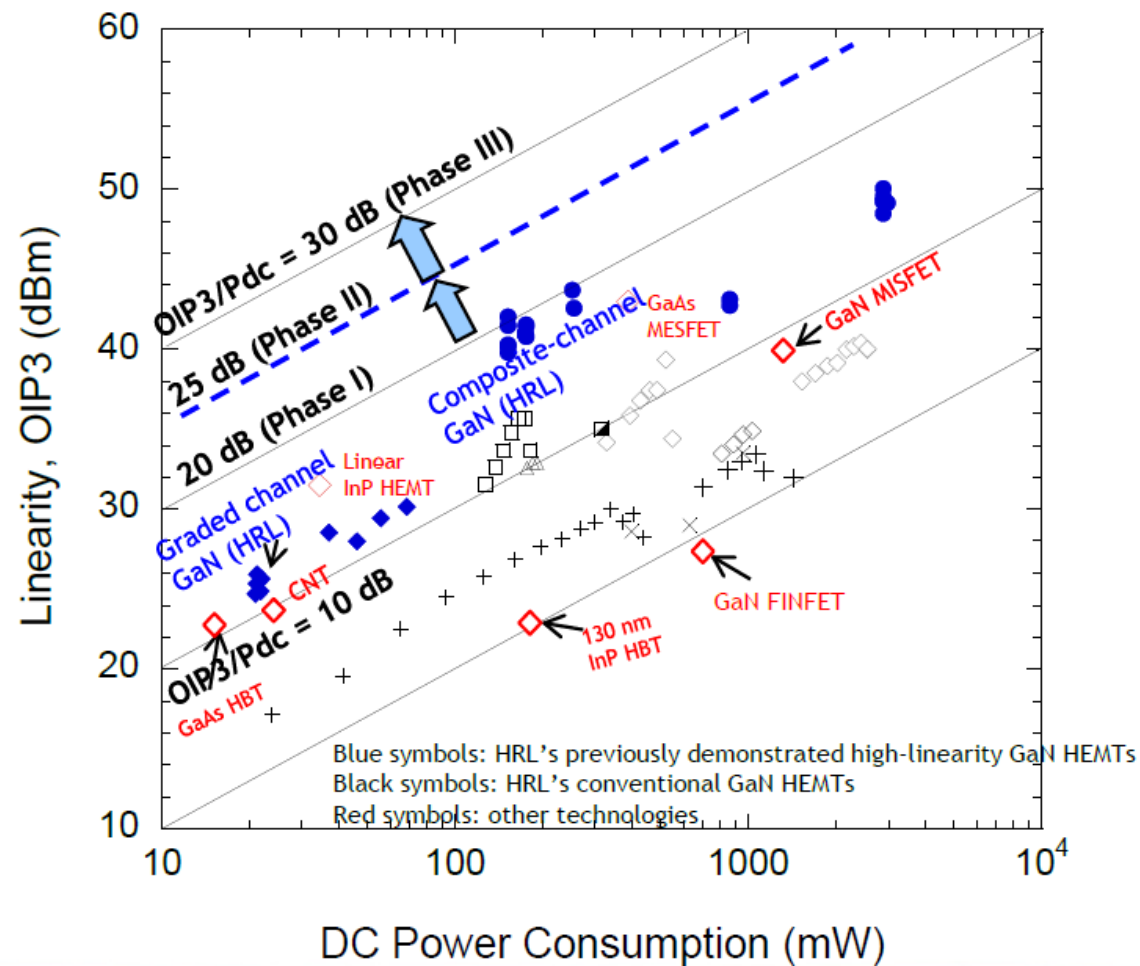 Linearity, OIP3 (dBm)
60
50
40
30
20
10
OIP3/Pdc = 30 dB (Phase III)
25 dB (Phase II)
20 dB (Phase I)
OIP3/Pdc = 10 dB
Composite-channel
GaN (HRL)
GaAs
MESFET
GaN MISFET
Linear
InP HEMT
Graded channel
GaN (HRL)
CNT
GaAs HBT
130 nm
InP HBT
GaN FINFET
Blue symbols: HRL's previously demonstrated high-linearity GaN HEMTs
Black symbols: HRL's conventional GaN HEMTs
Red symbols: other technologies
10
100
1000
10⁴
DC Power Consumption (mW)